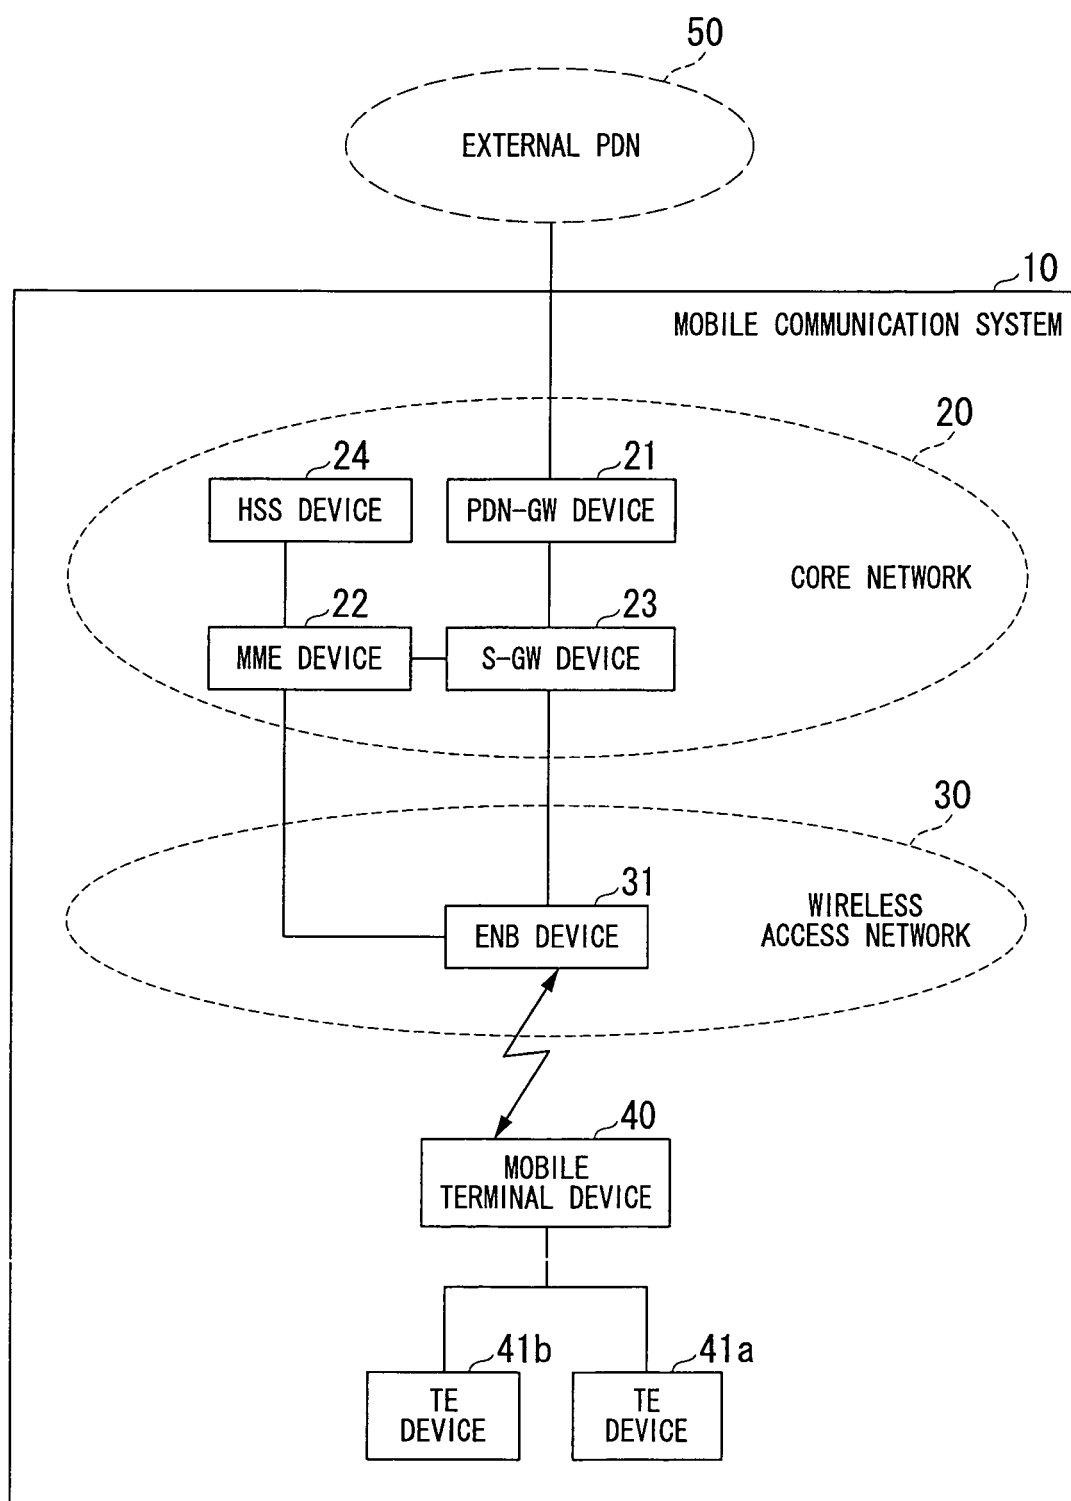 50
EXTERNAL PDN
10
MOBILE COMMUNICATION SYSTEM
20
24
21
HSS DEVICE
PDN-GW DEVICE
CORE NETWORK
22
23
MME DEVICE
S-GW DEVICE
30
31
ENB DEVICE
WIRELESS
ACCESS NETWORK
40
MOBILE
TERMINAL DEVICE
41b
41a
TE
DEVICE
TE
DEVICE